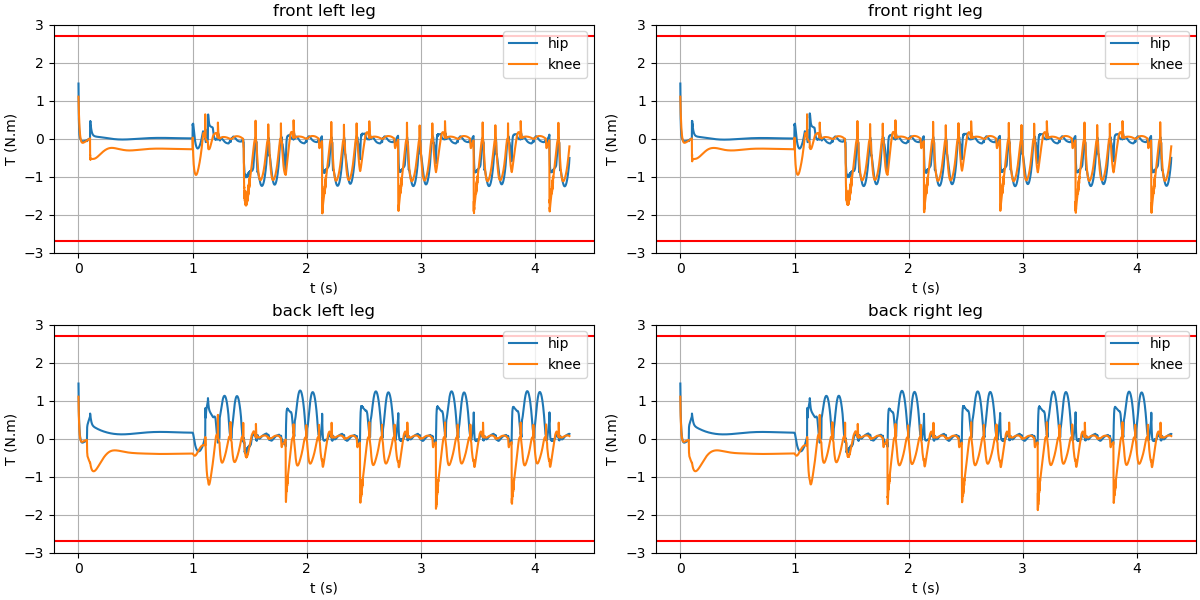 front left leg
3
2
1
0
−1
−2
−3
T (N.m)
hip
knee
0 1 2 3 4
t (s)
front right leg
3
2
1
0
−1
−2
−3
T (N.m)
hip
knee
0 1 2 3 4
t (s)
back left leg
3
2
1
0
−1
−2
−3
T (N.m)
hip
knee
0 1 2 3 4
t (s)
back right leg
3
2
1
0
−1
−2
−3
T (N.m)
hip
knee
0 1 2 3 4
t (s)